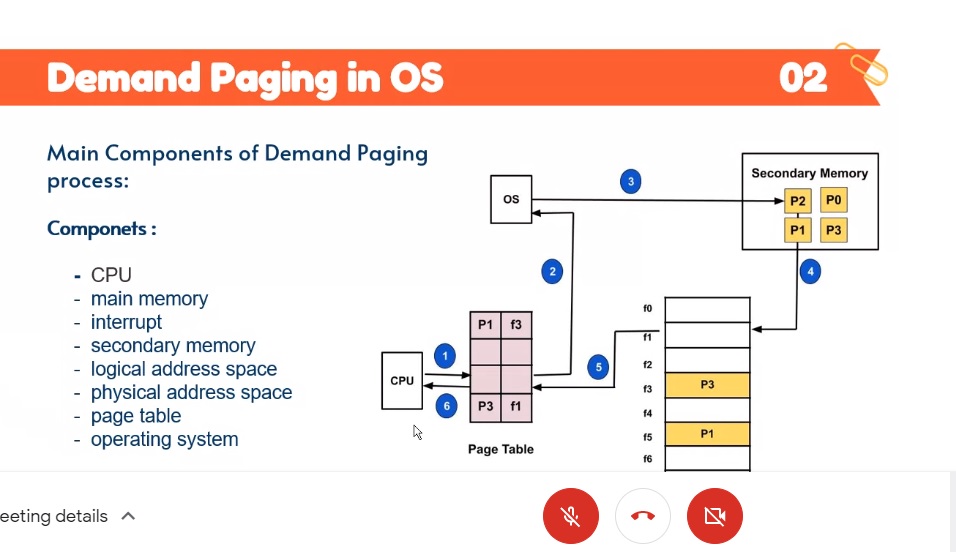 Demand Paging in OS
02
Main Components of Demand Paging
process:
Componets :
- CPU
- main memory
- interrupt
- secondary memory
- logical address space
- physical address space
- page table
- operating system
OS
3
Secondary Memory
P2 P0
P1 P3
2
4
1
6
5
CPU
P1 f3
P3 f1
Page Table
f0
f1
f2
f3 P3
f4
f5 P1
f6
eeting details